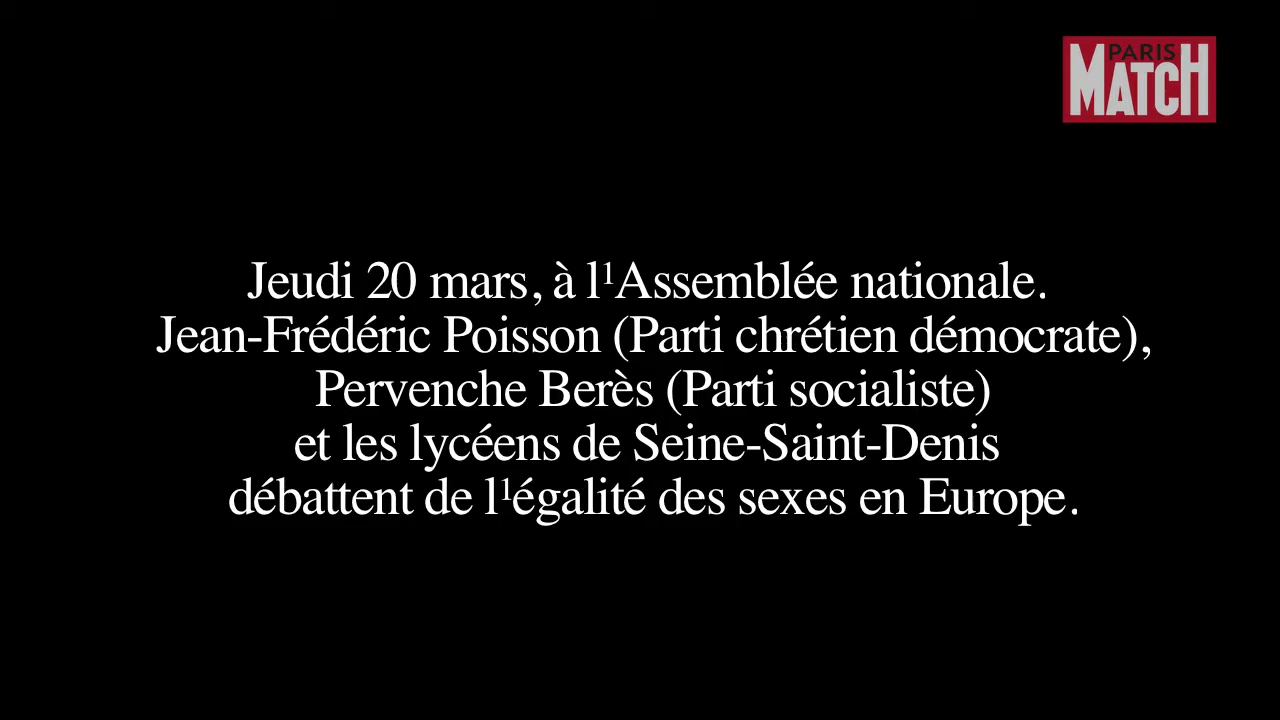 PARIS
MATCH
Jeudi 20 mars, à l¹Assemblée nationale.
Jean-Frédéric Poisson (Parti chrétien démocrate),
Pervenche Berès (Parti socialiste)
et les lycéens de Seine-Saint-Denis
débattent de l¹égalité des sexes en Europe.